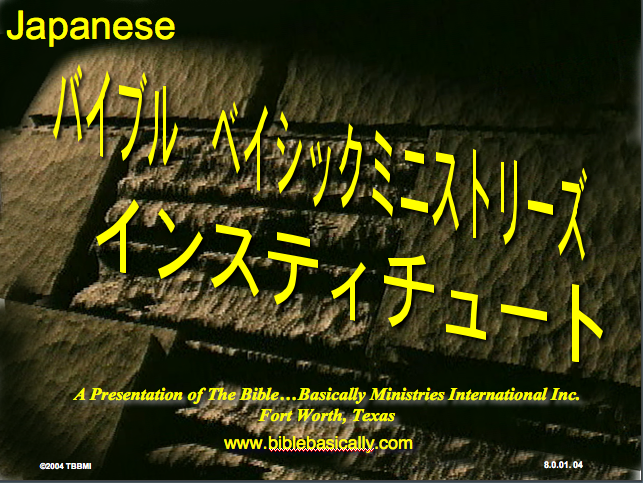 Japanese
バイブル ベイシックミニストリーズ
インスティチュート
A Presentation of The Bible…Basically Ministries International Inc.
Fort Worth, Texas
www.biblebasically.com
©2004 TBBMI
8.0.01. 04